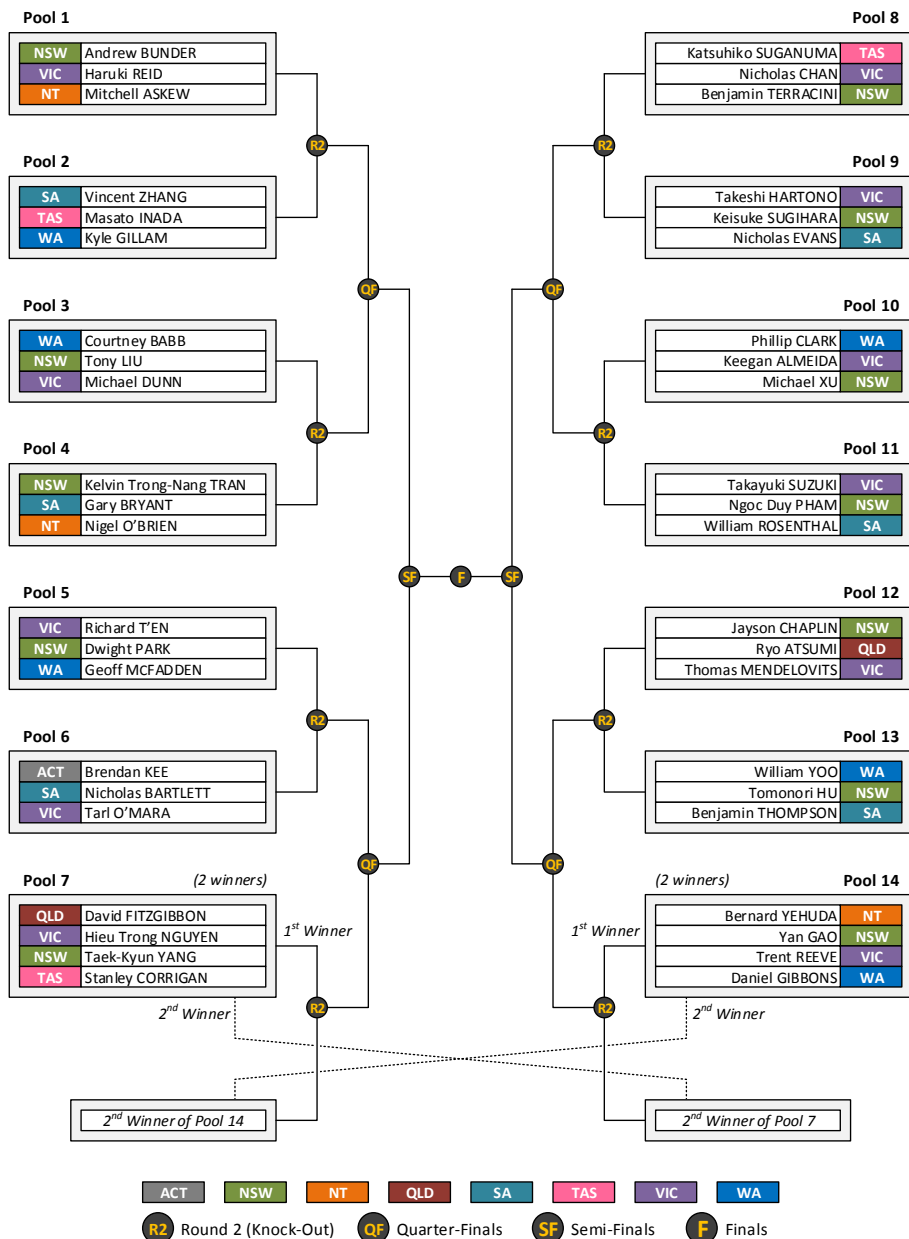 Pool 1
NSW Andrew BUNDER
VIC Haruki REID
NT Mitchell ASKEW
Pool 2
SA Vincent ZHANG
TAS Masato INADA
WA Kyle GILLAM
Pool 3
WA Courtney BABB
NSW Tony LIU
VIC Michael DUNN
Pool 4
NSW Kelvin Trong-Nang TRAN
SA Gary BRYANT
NT Nigel O’BRIEN
Pool 5
VIC Richard T’EN
NSW Dwight PARK
WA Geoff MCFADDEN
Pool 6
ACT Brendan KEE
SA Nicholas BARTLETT
VIC Tarl O’MARA
Pool 7 (2 winners)
QLD David FITZGIBBON
VIC Hieu Trong NGUYEN
NSW Taek-Kyun YANG
TAS Stanley CORRIGAN
1st Winner
2nd Winner
2nd Winner of Pool 14
R2
R2
R2
R2
QF
QF
SF
F
SF
QF
QF
R2
R2
R2
R2
Pool 8
Katsuhiko SUGANUMA TAS
Nicholas CHAN VIC
Benjamin TERRACINI NSW
Pool 9
Takeshi HARTONO VIC
Keisuke SUGIHARA NSW
Nicholas EVANS SA
Pool 10
Phillip CLARK WA
Keegan ALMEIDA VIC
Michael XU NSW
Pool 11
Takayuki SUZUKI VIC
Ngoc Duy PHAM NSW
William ROSENTHAL SA
Pool 12
Jayson CHAPLIN NSW
Ryo ATSUMI QLD
Thomas MENDELOVITS VIC
Pool 13
William YOO WA
Tomonori HU NSW
Benjamin THOMPSON SA
(2 winners) Pool 14
Bernard YEHUDA NT
Yan GAO NSW
Trent REEVE VIC
Daniel GIBBONS WA
1st Winner
2nd Winner
2nd Winner of Pool 7
ACT NSW NT QLD SA TAS VIC WA
R2 Round 2 (Knock-Out) QF Quarter-Finals SF Semi-Finals F Finals